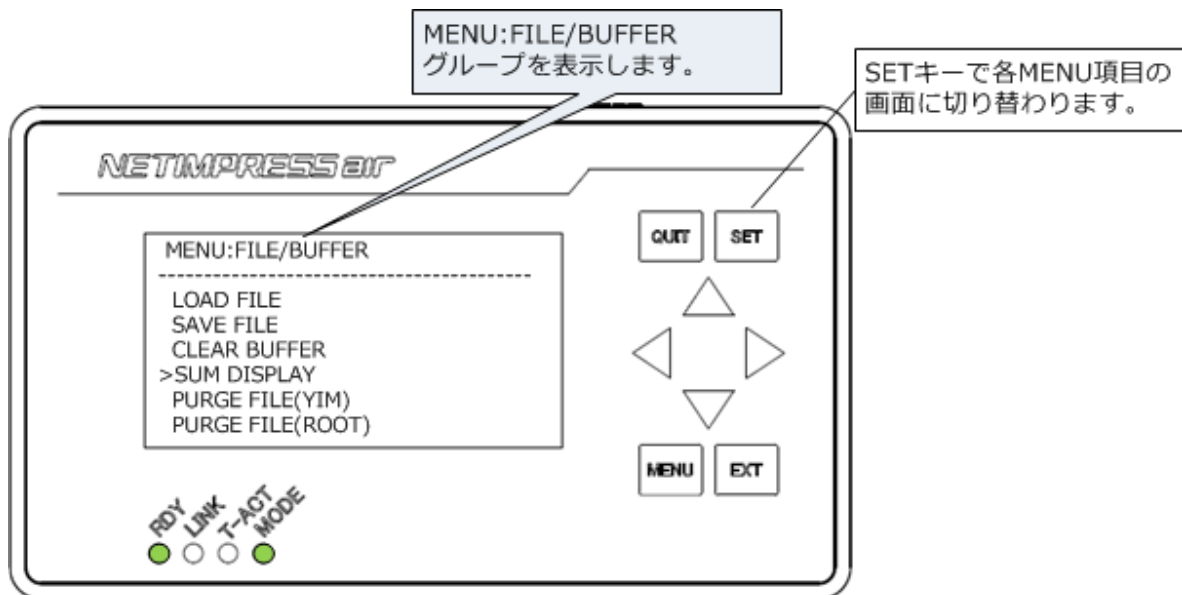 MENU:FILE/BUFFER
グループを表示します。
SETキーで各MENU項目の
画面に切り替わります。
NETIMPRESS air
MENU:FILE/BUFFER
----------------------------------------
LOAD FILE
SAVE FILE
CLEAR BUFFER
>SUM DISPLAY
PURGE FILE(YIM)
PURGE FILE(ROOT)
QUIT SET
MENU EXT
RDY LINK T-ACT MODE